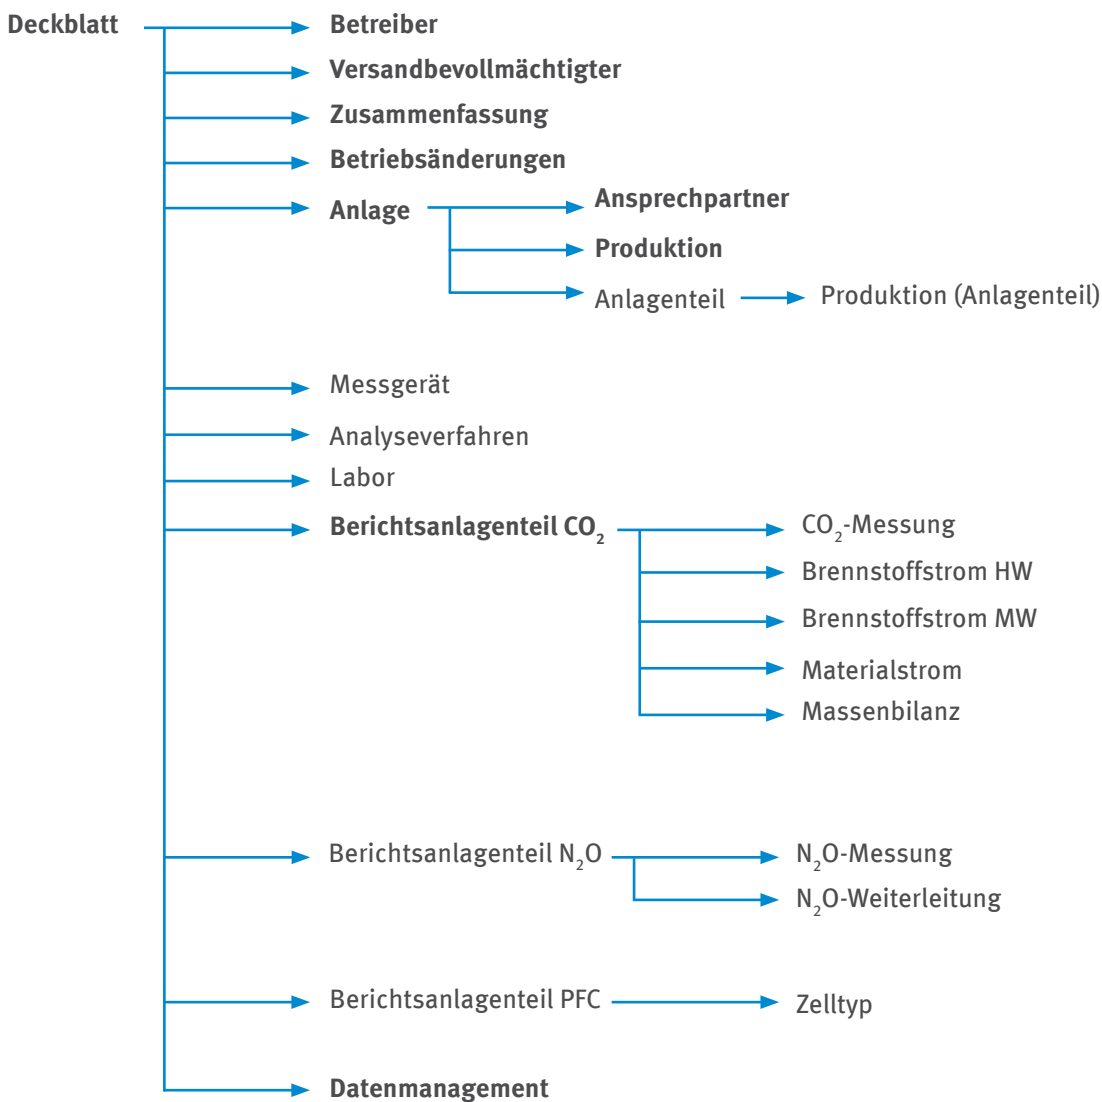 Deckblatt
Betreiber
Versandbevollmächtigter
Zusammenfassung
Betriebsänderungen
Anlage
Ansprechpartner
Produktion
Anlagenteil
Produktion (Anlagenteil)
Messgerät
Analyseverfahren
Labor
Berichtsanlagenteil CO₂
CO₂-Messung
Brennstoffstrom HW
Brennstoffstrom MW
Materialstrom
Massenbilanz
Berichtsanlagenteil N₂O
N₂O-Messung
N₂O-Weiterleitung
Berichtsanlagenteil PFC
Zelltyp
Datenmanagement